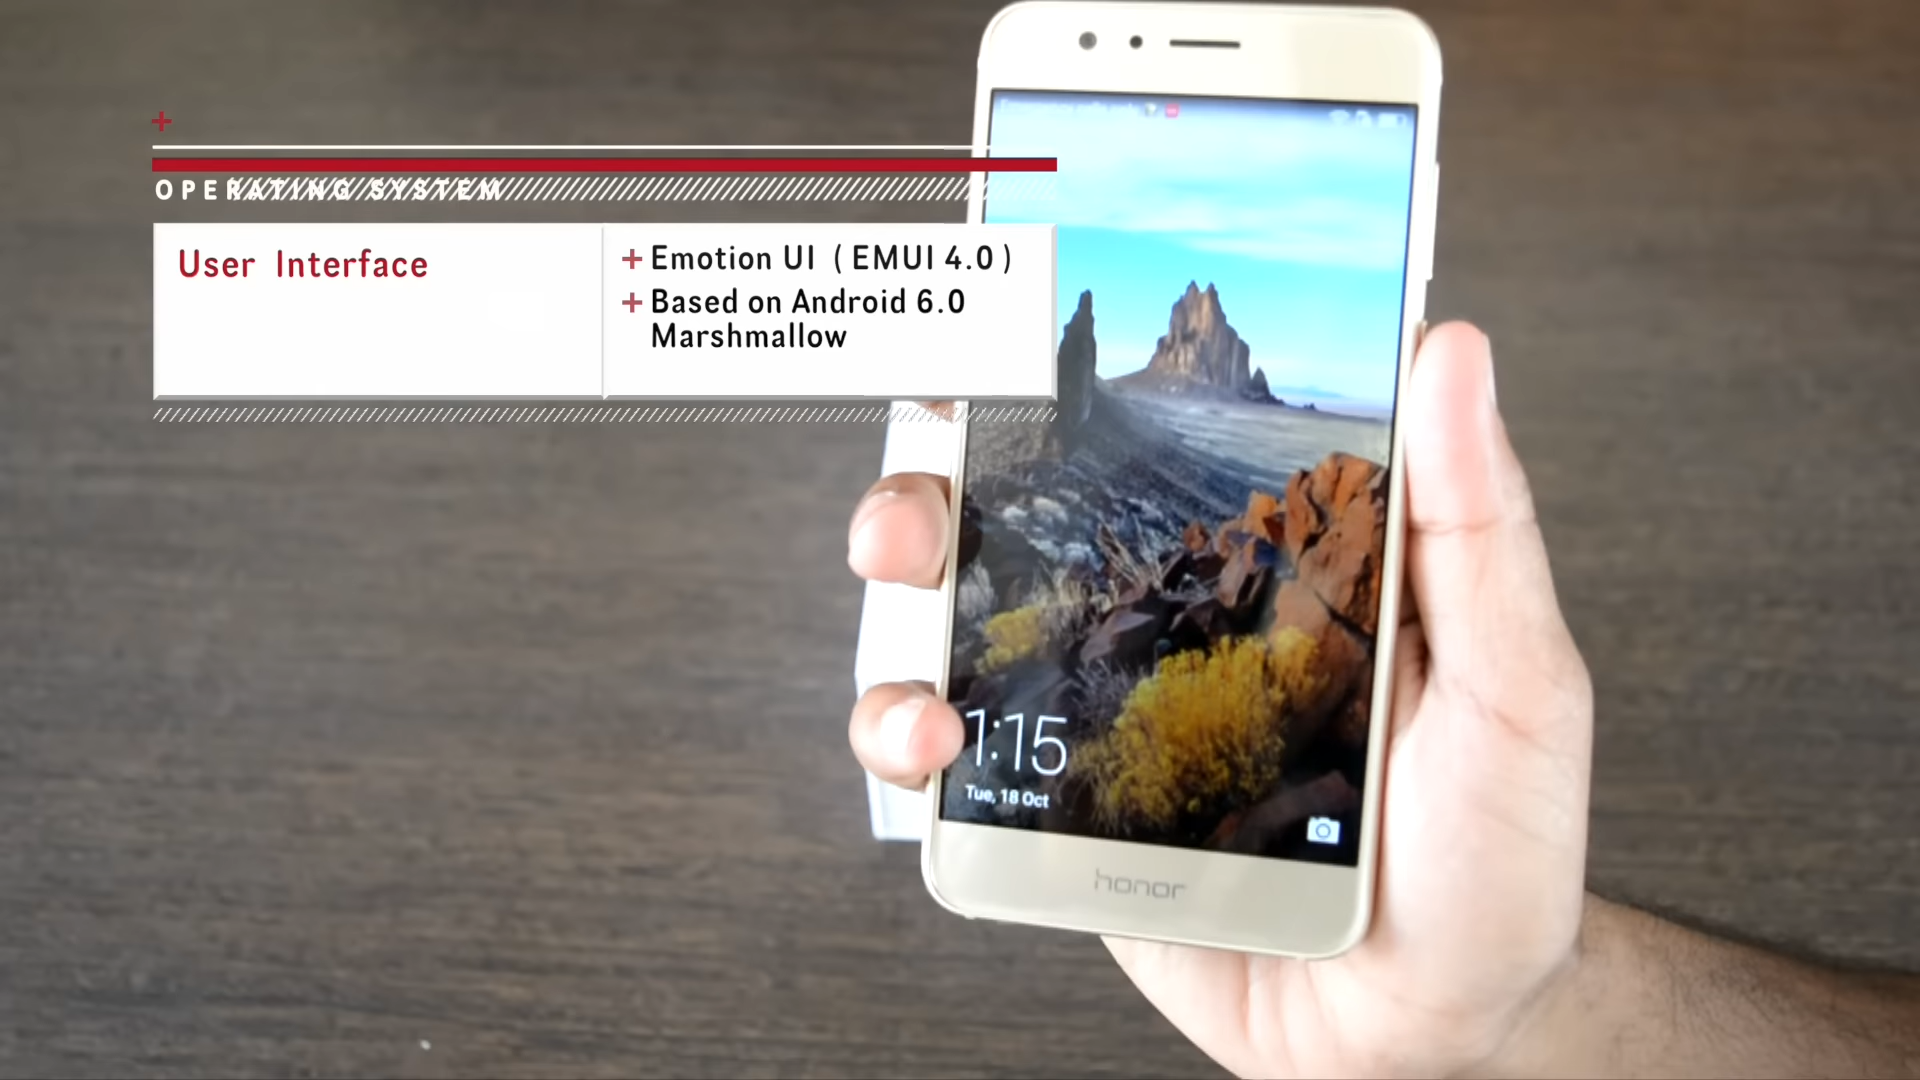 +
OPERATING SYSTEM
User Interface
+ Emotion UI ( EMUI 4.0 )
+ Based on Android 6.0
Marshmallow
1:15
Tue, 18 Oct
honor